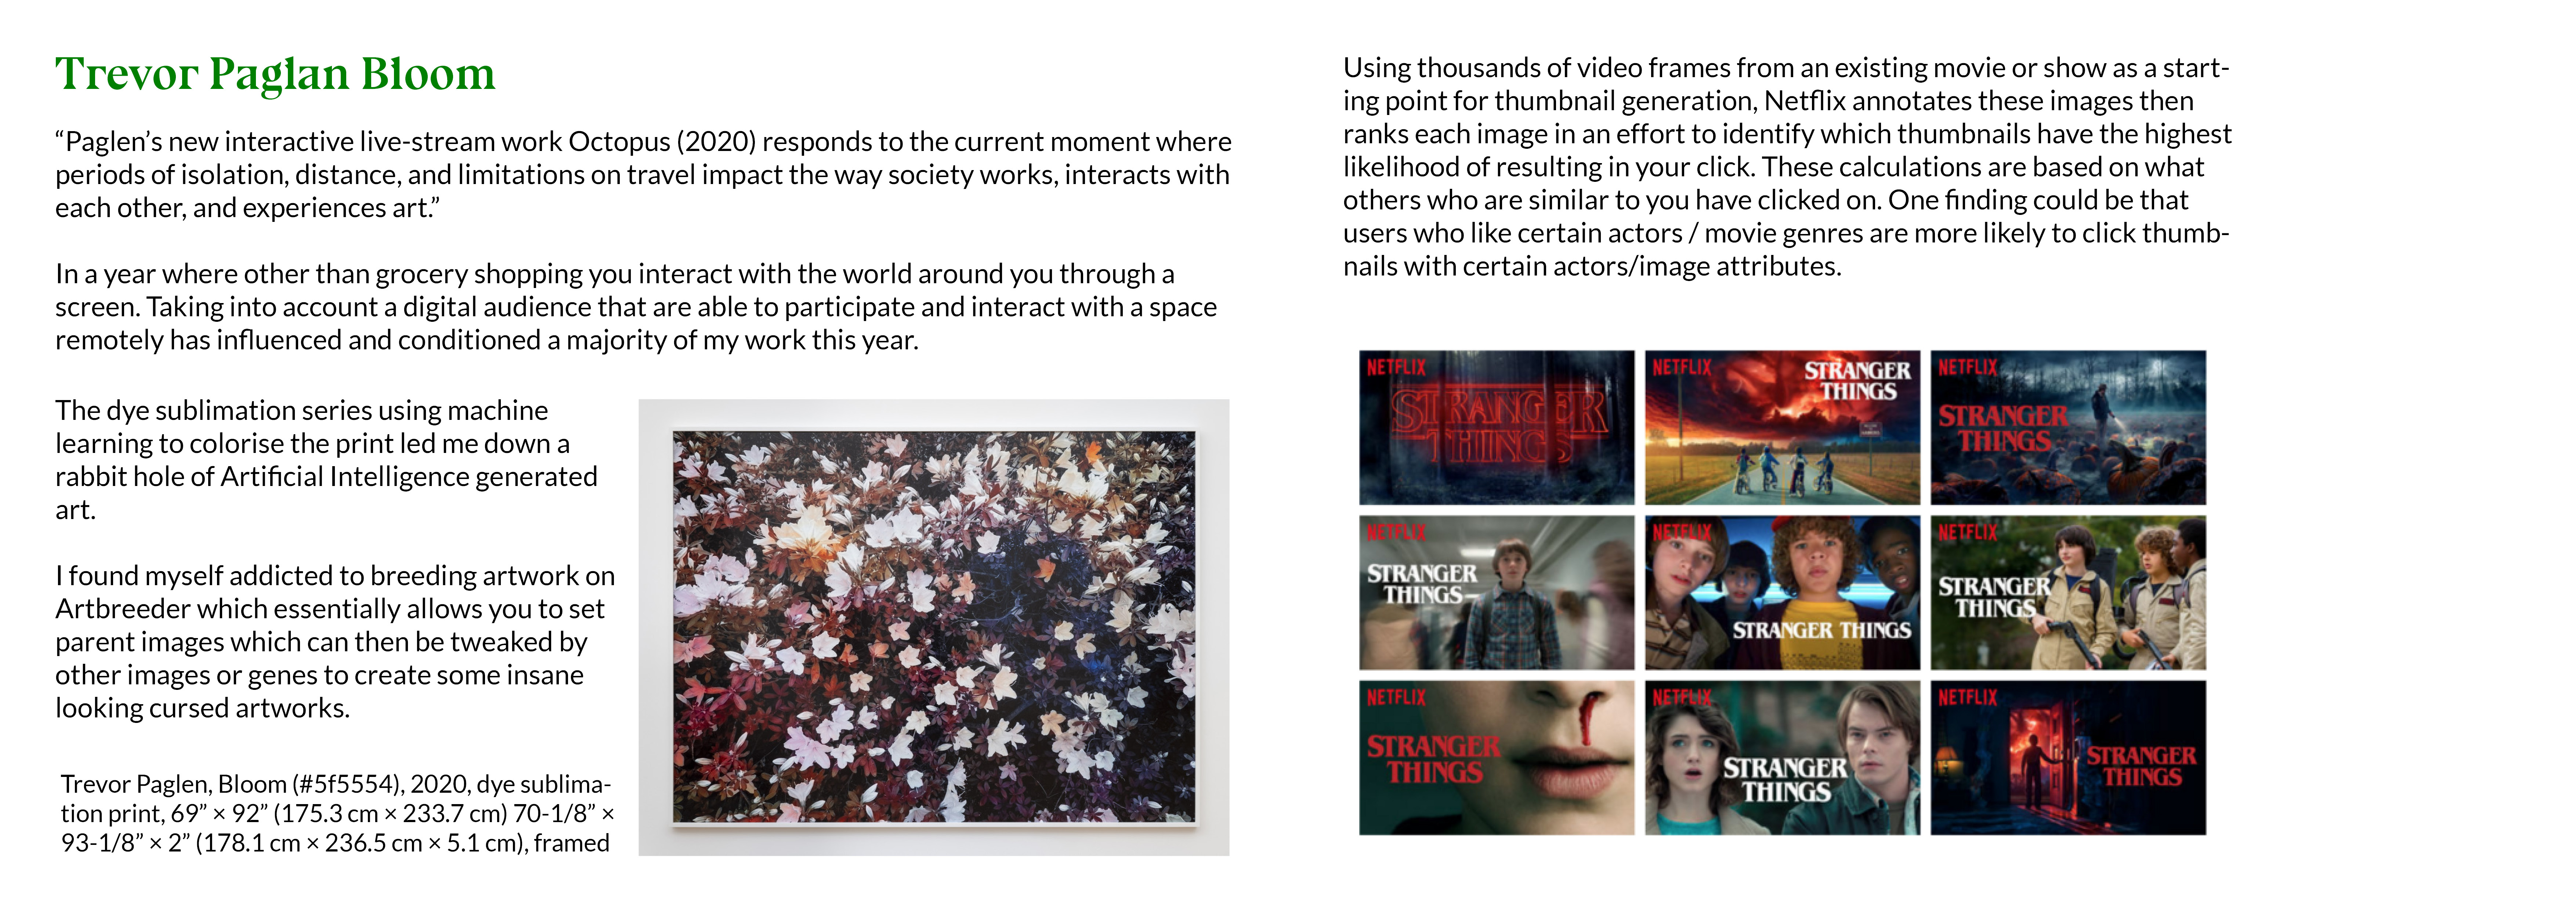 Trevor Paglan Bloom
“Paglen’s new interactive live-stream work Octopus (2020) responds to the current moment where
periods of isolation, distance, and limitations on travel impact the way society works, interacts with
each other, and experiences art.”
In a year where other than grocery shopping you interact with the world around you through a
screen. Taking into account a digital audience that are able to participate and interact with a space
remotely has influenced and conditioned a majority of my work this year.
The dye sublimation series using machine
learning to colorise the print led me down a
rabbit hole of Artificial Intelligence generated
art.
I found myself addicted to breeding artwork on
Artbreeder which essentially allows you to set
parent images which can then be tweaked by
other images or genes to create some insane
looking cursed artworks.
Trevor Paglen, Bloom (#5f5554), 2020, dye sublima-
tion print, 69” × 92” (175.3 cm × 233.7 cm) 70-1/8” ×
93-1/8” × 2” (178.1 cm × 236.5 cm × 5.1 cm), framed
Using thousands of video frames from an existing movie or show as a start-
ing point for thumbnail generation, Netflix annotates these images then
ranks each image in an effort to identify which thumbnails have the highest
likelihood of resulting in your click. These calculations are based on what
others who are similar to you have clicked on. One finding could be that
users who like certain actors / movie genres are more likely to click thumb-
nails with certain actors/image attributes.
NETFLIX
STRANGER
THINGS
NETFLIX
STRANGER
THINGS
NETFLIX
STRANGER
THINGS
NETFLIX
STRANGER
THINGS
NETFLIX
STRANGER THINGS
NETFLIX
STRANGER
THINGS
NETFLIX
STRANGER
THINGS
NETFLIX
STRANGER
THINGS
NETFLIX
STRANGER
THINGS